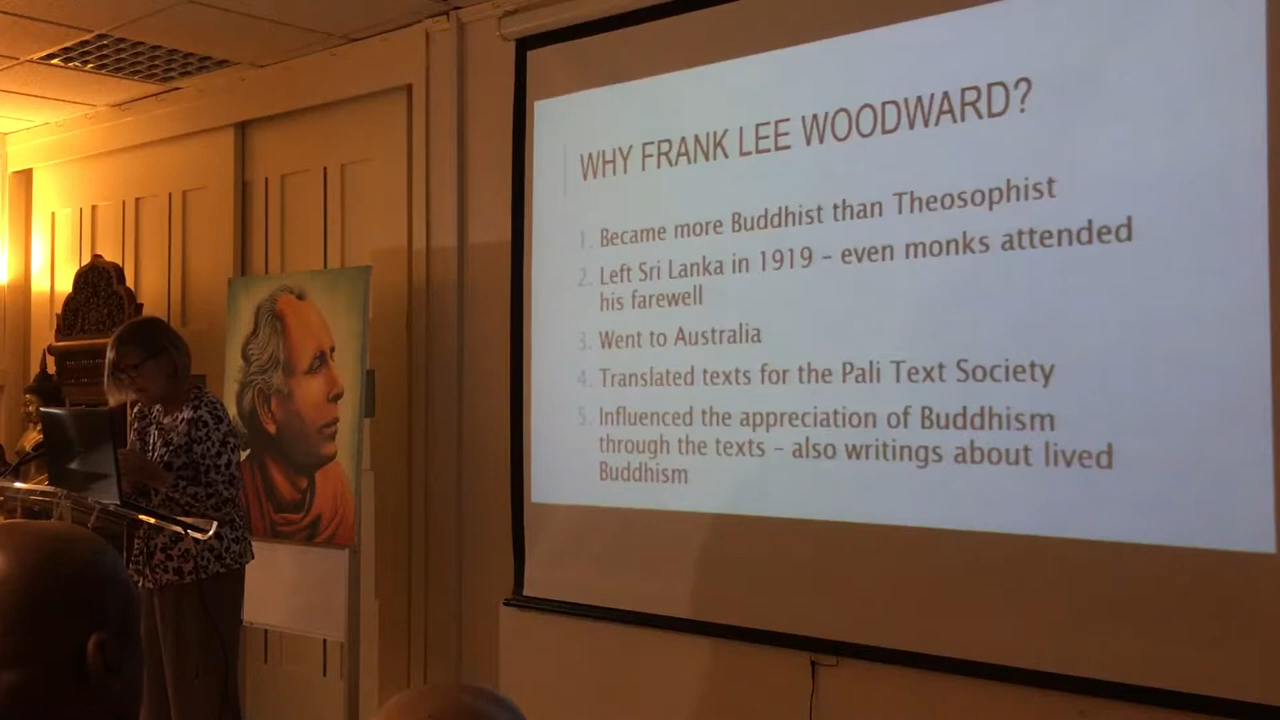 WHY FRANK LEE WOODWARD?
1. Became more Buddhist than Theosophist
2. Left Sri Lanka in 1919 – even monks attended
his farewell
3. Went to Australia
4. Translated texts for the Pali Text Society
5. Influenced the appreciation of Buddhism
through the texts – also writings about lived
Buddhism